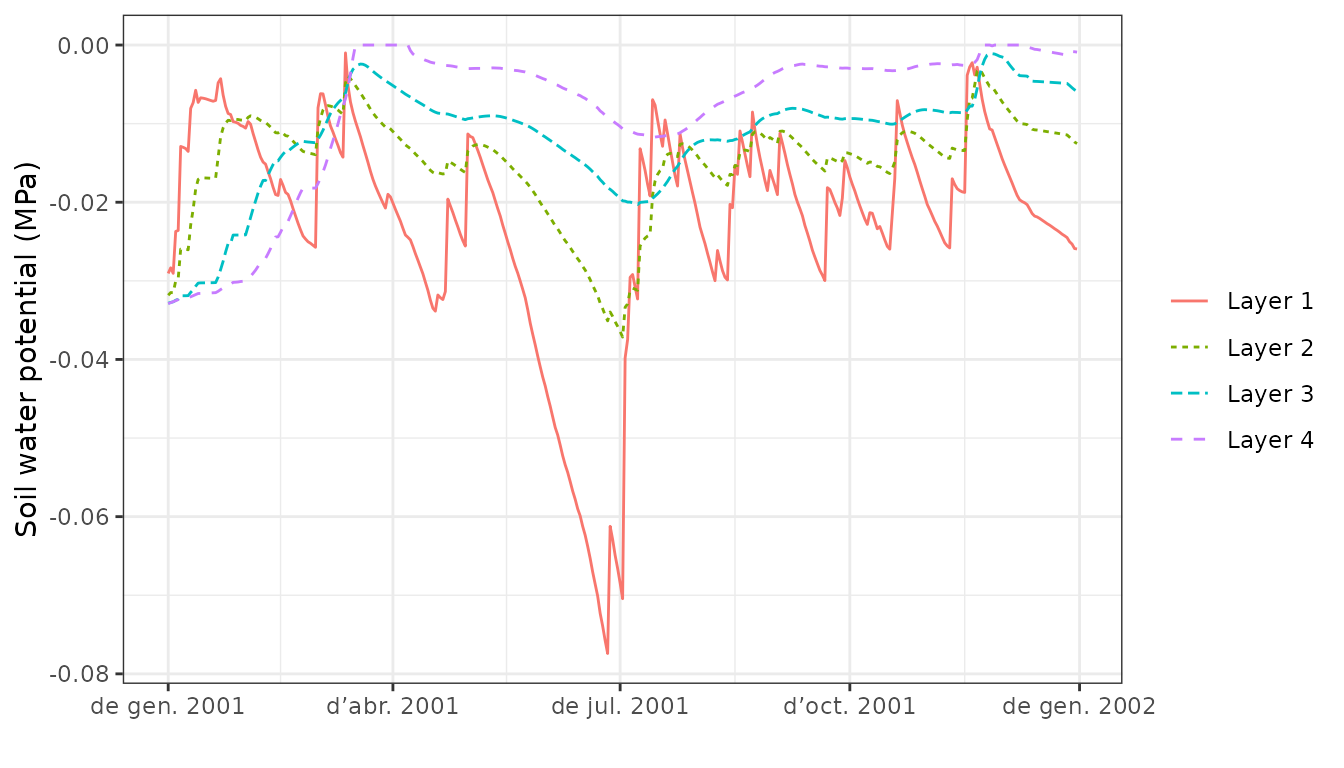 Soil water potential (MPa)
0.00
-0.02
-0.04
-0.06
-0.08
de gen. 2001
d’abr. 2001
de jul. 2001
d’oct. 2001
de gen. 2002
Layer 1
Layer 2
Layer 3
Layer 4